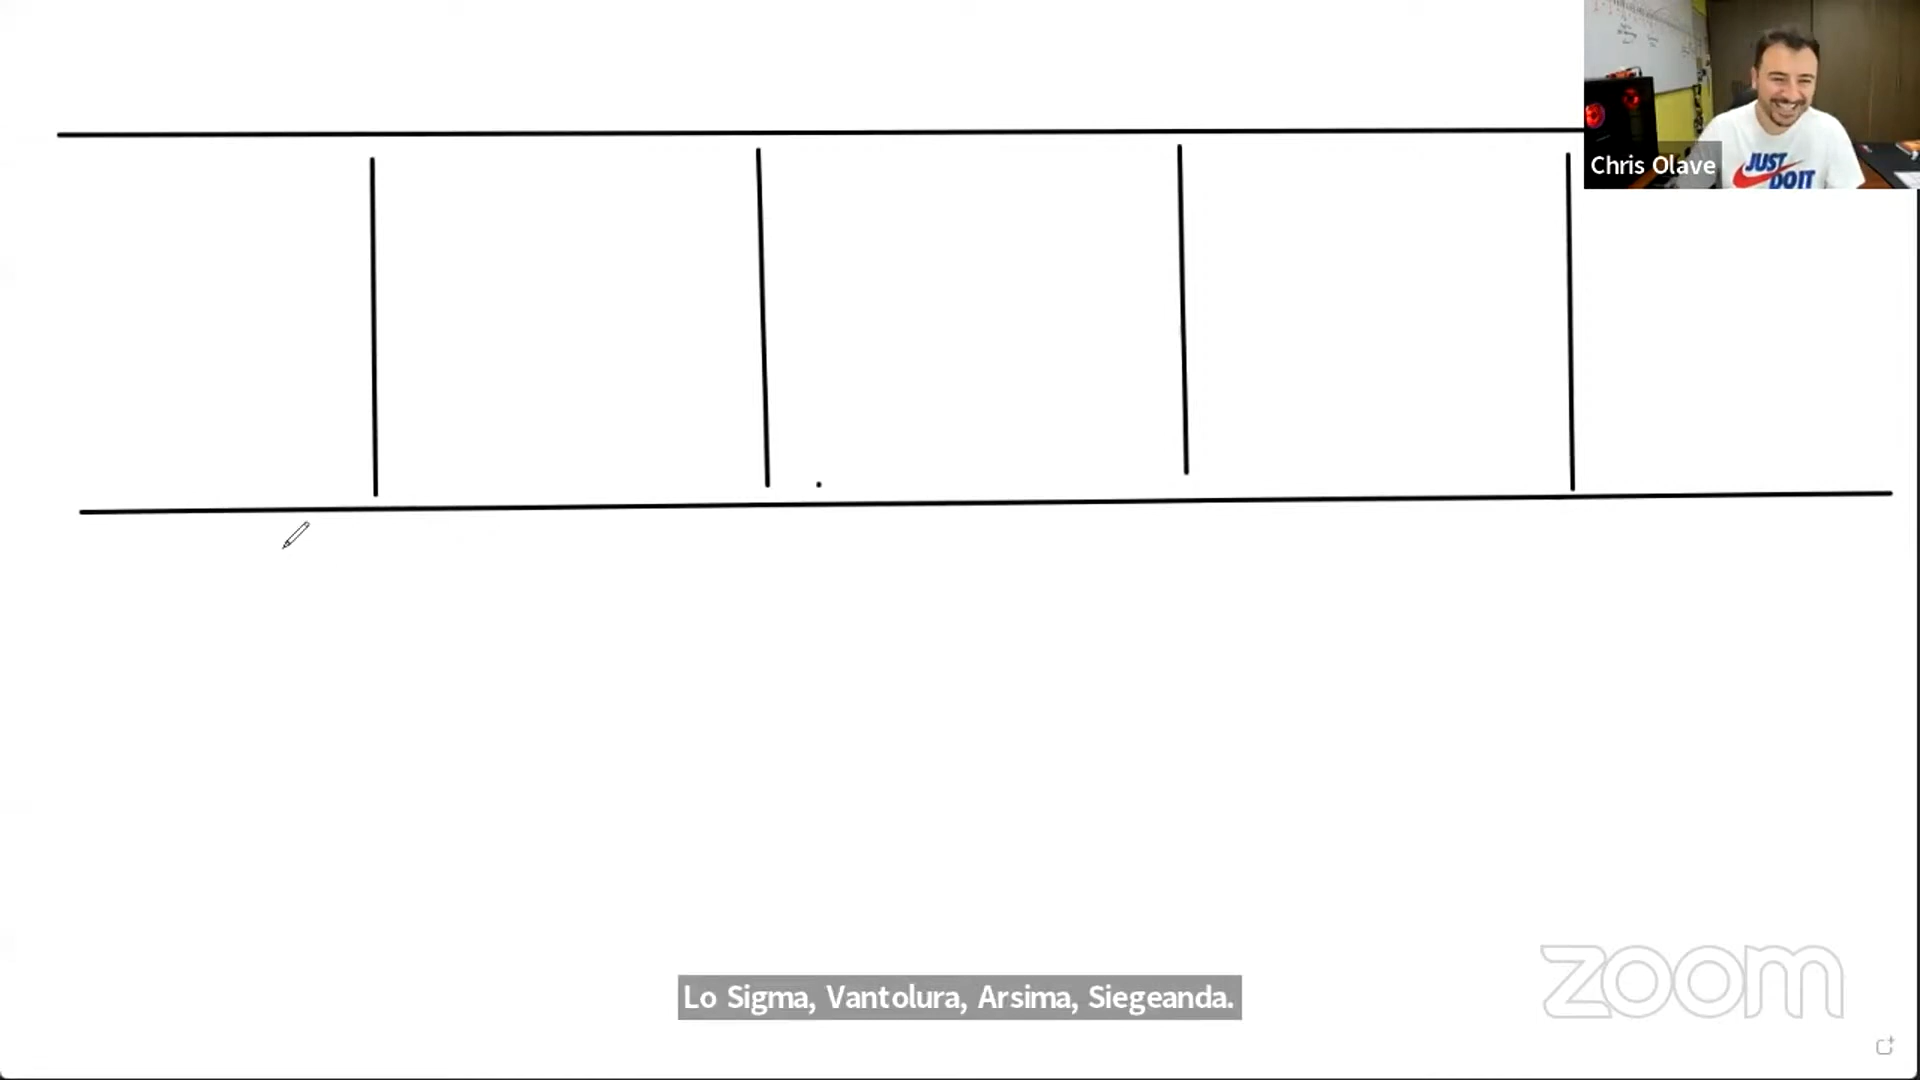 JUST
DO IT
Chris Olave
Lo Sigma, Vantolura, Arsima, Siegeanda.
zoom